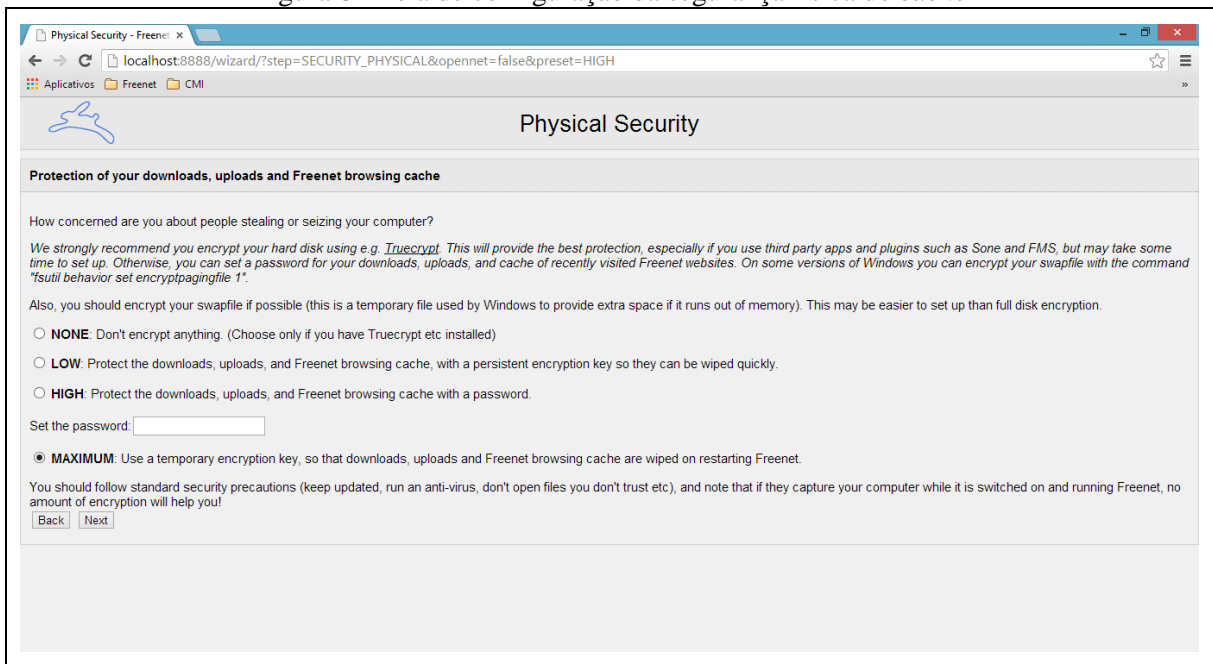 Physical Security - Freenet
localhost:8888/wizard/?step=SECURITY_PHYSICAL&opennet=false&preset=HIGH
Aplicativos Freenet CMI »
Physical Security
Protection of your downloads, uploads and Freenet browsing cache
How concerned are you about people stealing or seizing your computer?
We strongly recommend you encrypt your hard disk using e.g. Truecrypt. This will provide the best protection, especially if you use third party apps and plugins such as Sone and FMS, but may take some
time to set up. Otherwise, you can set a password for your downloads, uploads, and cache of recently visited Freenet websites. On some versions of Windows you can encrypt your swapfile with the command
"fsutil behavior set encryptpagingfile 1".
Also, you should encrypt your swapfile if possible (this is a temporary file used by Windows to provide extra space if it runs out of memory). This may be easier to set up than full disk encryption.
NONE: Don't encrypt anything. (Choose only if you have Truecrypt etc installed)
LOW: Protect the downloads, uploads, and Freenet browsing cache, with a persistent encryption key so they can be wiped quickly.
HIGH: Protect the downloads, uploads, and Freenet browsing cache with a password.
Set the password:
MAXIMUM: Use a temporary encryption key, so that downloads, uploads and Freenet browsing cache are wiped on restarting Freenet.
You should follow standard security precautions (keep updated, run an anti-virus, don't open files you don't trust etc), and note that if they capture your computer while it is switched on and running Freenet, no
amount of encryption will help you!
Back Next